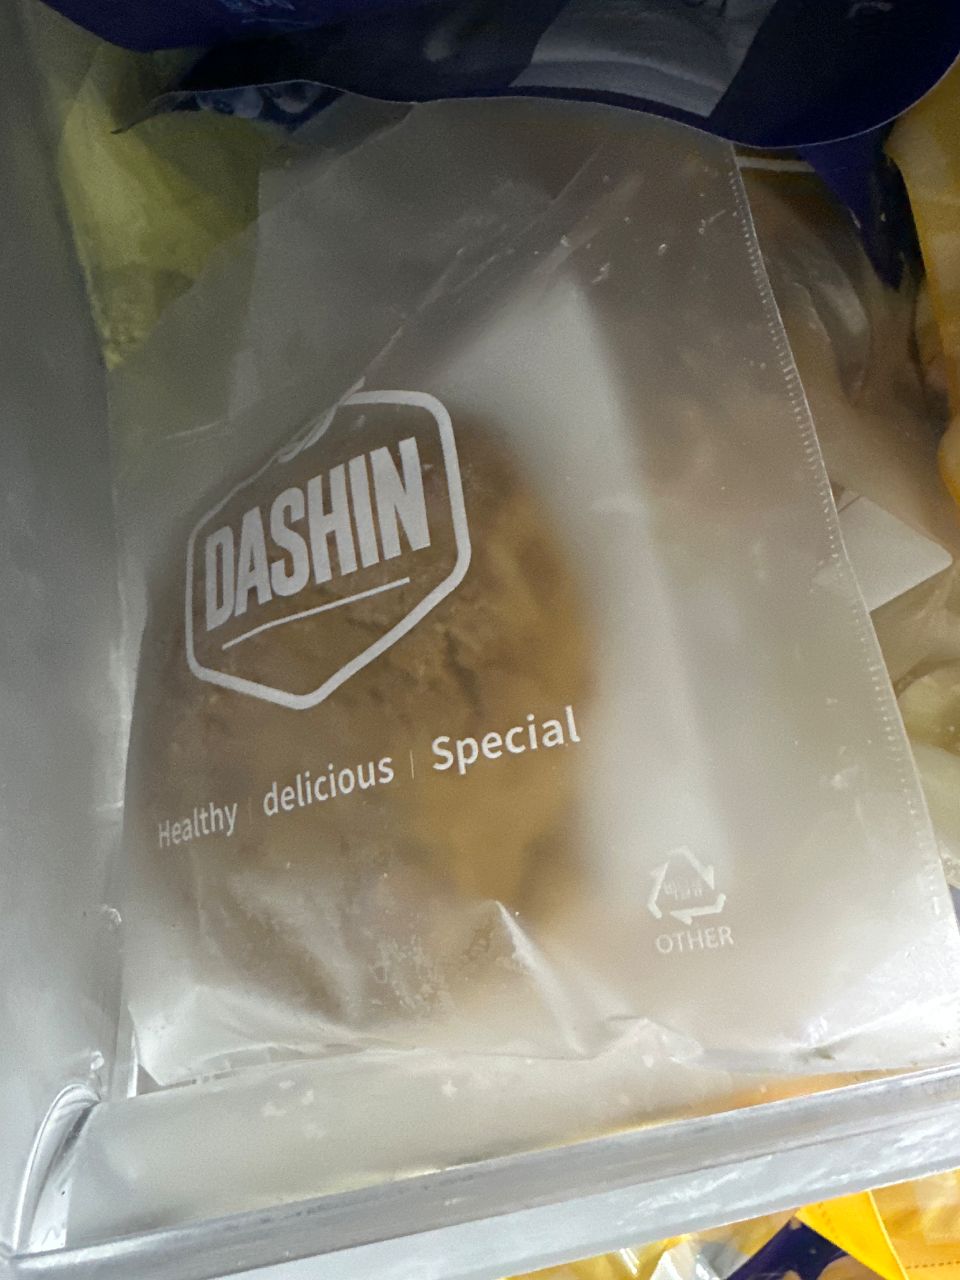 DASHIN
Healthy | delicious | Special
OTHER